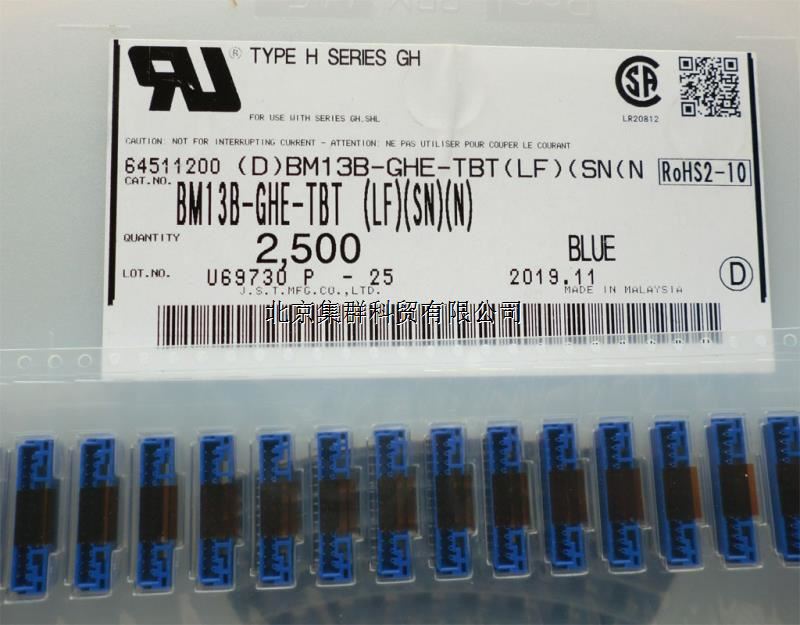 TYPE H SERIES GH
FOR USE WITH SERIES GH,SHL
LR20812
CAUTION: NOT FOR INTERRUPTING CURRENT - ATTENTION: NE PAS UTILISER POUR COUPER LE COURANT
64511200 (D)BM13B-GHE-TBT(LF)(SN(N RoHS2-10
CAT.NO. BM13B-GHE-TBT (LF)(SN)(N)
QUANTITY 2,500 BLUE
LOT.NO. U69730 P - 25 2019.11 D
J.S.T.MFG.CO.,LTD. MADE IN MALAYSIA
北京集群科贸有限公司